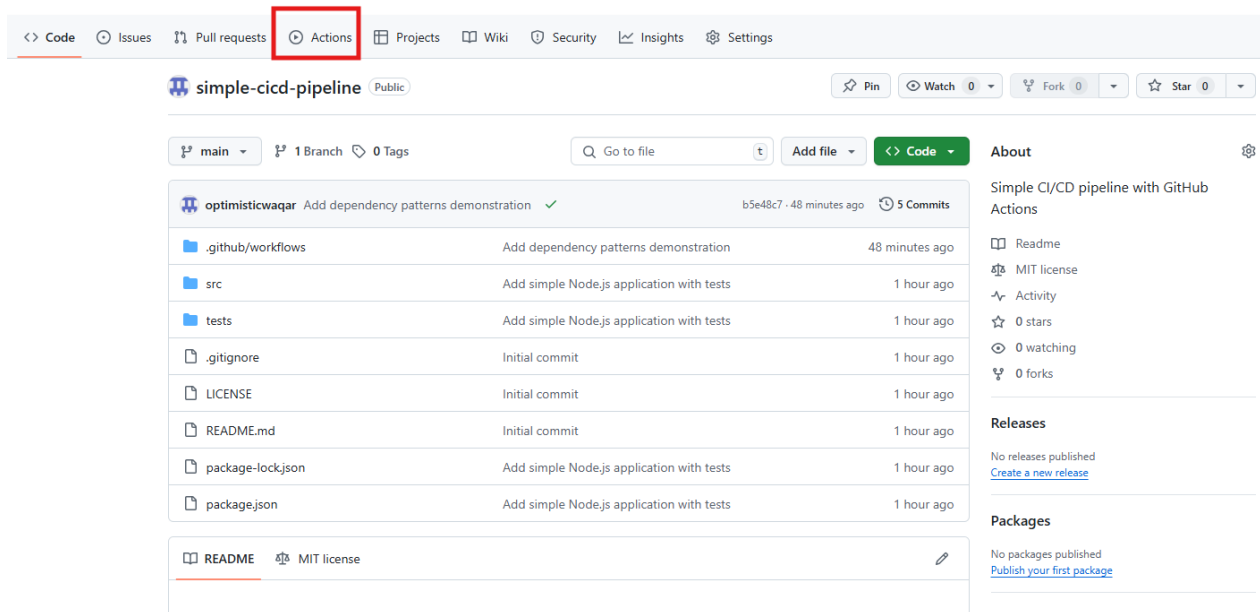 Code Issues Pull requests Actions Projects Wiki Security Insights Settings
simple-cicd-pipeline Public
Pin Watch 0 Fork 0 Star 0
main 1 Branch 0 Tags Go to file t Add file Code
optimisticwaqar Add dependency patterns demonstration b5e48c7 · 48 minutes ago 5 Commits
.github/workflows Add dependency patterns demonstration 48 minutes ago
src Add simple Node.js application with tests 1 hour ago
tests Add simple Node.js application with tests 1 hour ago
.gitignore Initial commit 1 hour ago
LICENSE Initial commit 1 hour ago
README.md Initial commit 1 hour ago
package-lock.json Add simple Node.js application with tests 1 hour ago
package.json Add simple Node.js application with tests 1 hour ago
README MIT license
About
Simple CI/CD pipeline with GitHub
Actions
Readme
MIT license
Activity
0 stars
0 watching
0 forks
Releases
No releases published
Create a new release
Packages
No packages published
Publish your first package